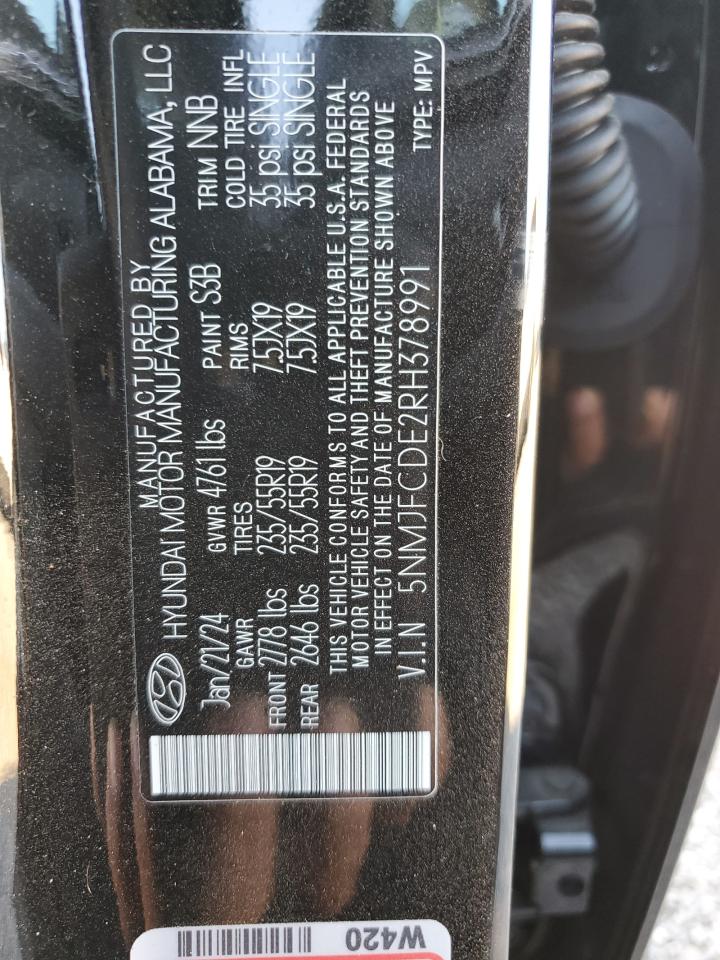 MANUFACTURED BY
HYUNDAI MOTOR MANUFACTURING ALABAMA, LLC
Jan/21/24 GVWR 4761 lbs PAINT S3B TRIM NNB
GAWR TIRES RIMS COLD TIRE INFL
FRONT 2778 lbs 235/55R19 7.5JX19 35 psi SINGLE
REAR 2646 lbs 235/55R19 7.5JX19 35 psi SINGLE
THIS VEHICLE CONFORMS TO ALL APPLICABLE U.S.A. FEDERAL
MOTOR VEHICLE SAFETY AND THEFT PREVENTION STANDARDS
IN EFFECT ON THE DATE OF MANUFACTURE SHOWN ABOVE
V.I.N 5NMJFCDE2RH378991 TYPE: MPV
W420